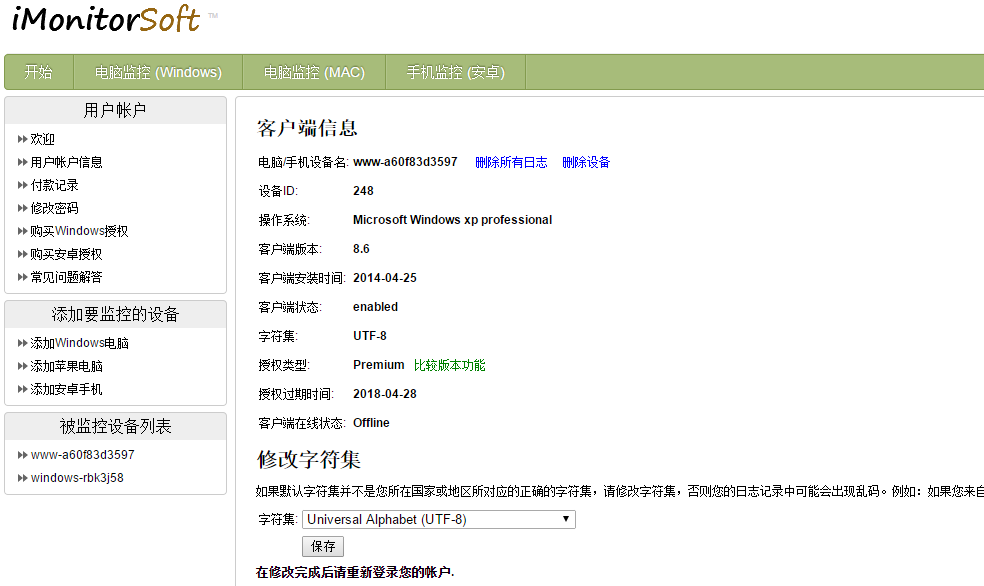 iMonitorSoft ™
开始 电脑监控 (Windows) 电脑监控 (MAC) 手机监控 (安卓)
用户帐户
欢迎
用户帐户信息
付款记录
修改密码
购买Windows授权
购买安卓授权
常见问题解答
添加要监控的设备
添加Windows电脑
添加苹果电脑
添加安卓手机
被监控设备列表
www-a60f83d3597
windows-rbk3j58
客户端信息
电脑/手机设备名: www-a60f83d3597 删除所有日志 删除设备
设备ID: 248
操作系统: Microsoft Windows xp professional
客户端版本: 8.6
客户端安装时间: 2014-04-25
客户端状态: enabled
字符集: UTF-8
授权类型: Premium 比较版本功能
授权过期时间: 2018-04-28
客户端在线状态: Offline
修改字符集
如果默认字符集并不是您所在国家或地区所对应的正确的字符集，请修改字符集，否则您的日志记录中可能会出现乱码。例如：如果您来自
字符集: Universal Alphabet (UTF-8)
保存
在修改完成后请重新登录您的帐户.